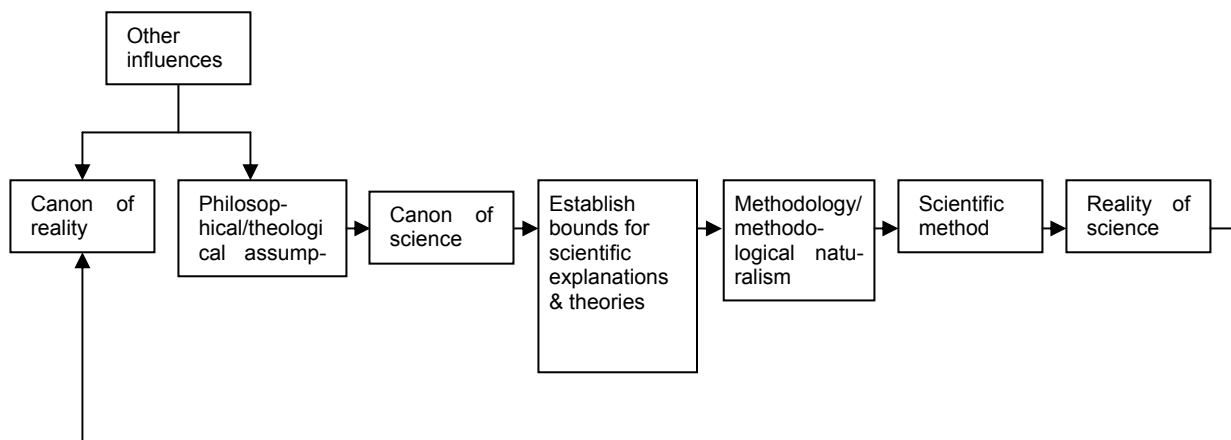 Other
influences
Canon of
reality
Philosop-
hical/theologi
cal assump-
Canon of
science
Establish
bounds for
scientific
explanations
& theories
Methodology/
methodo-
logical natu-
ralism
Scientific
method
Reality of
science